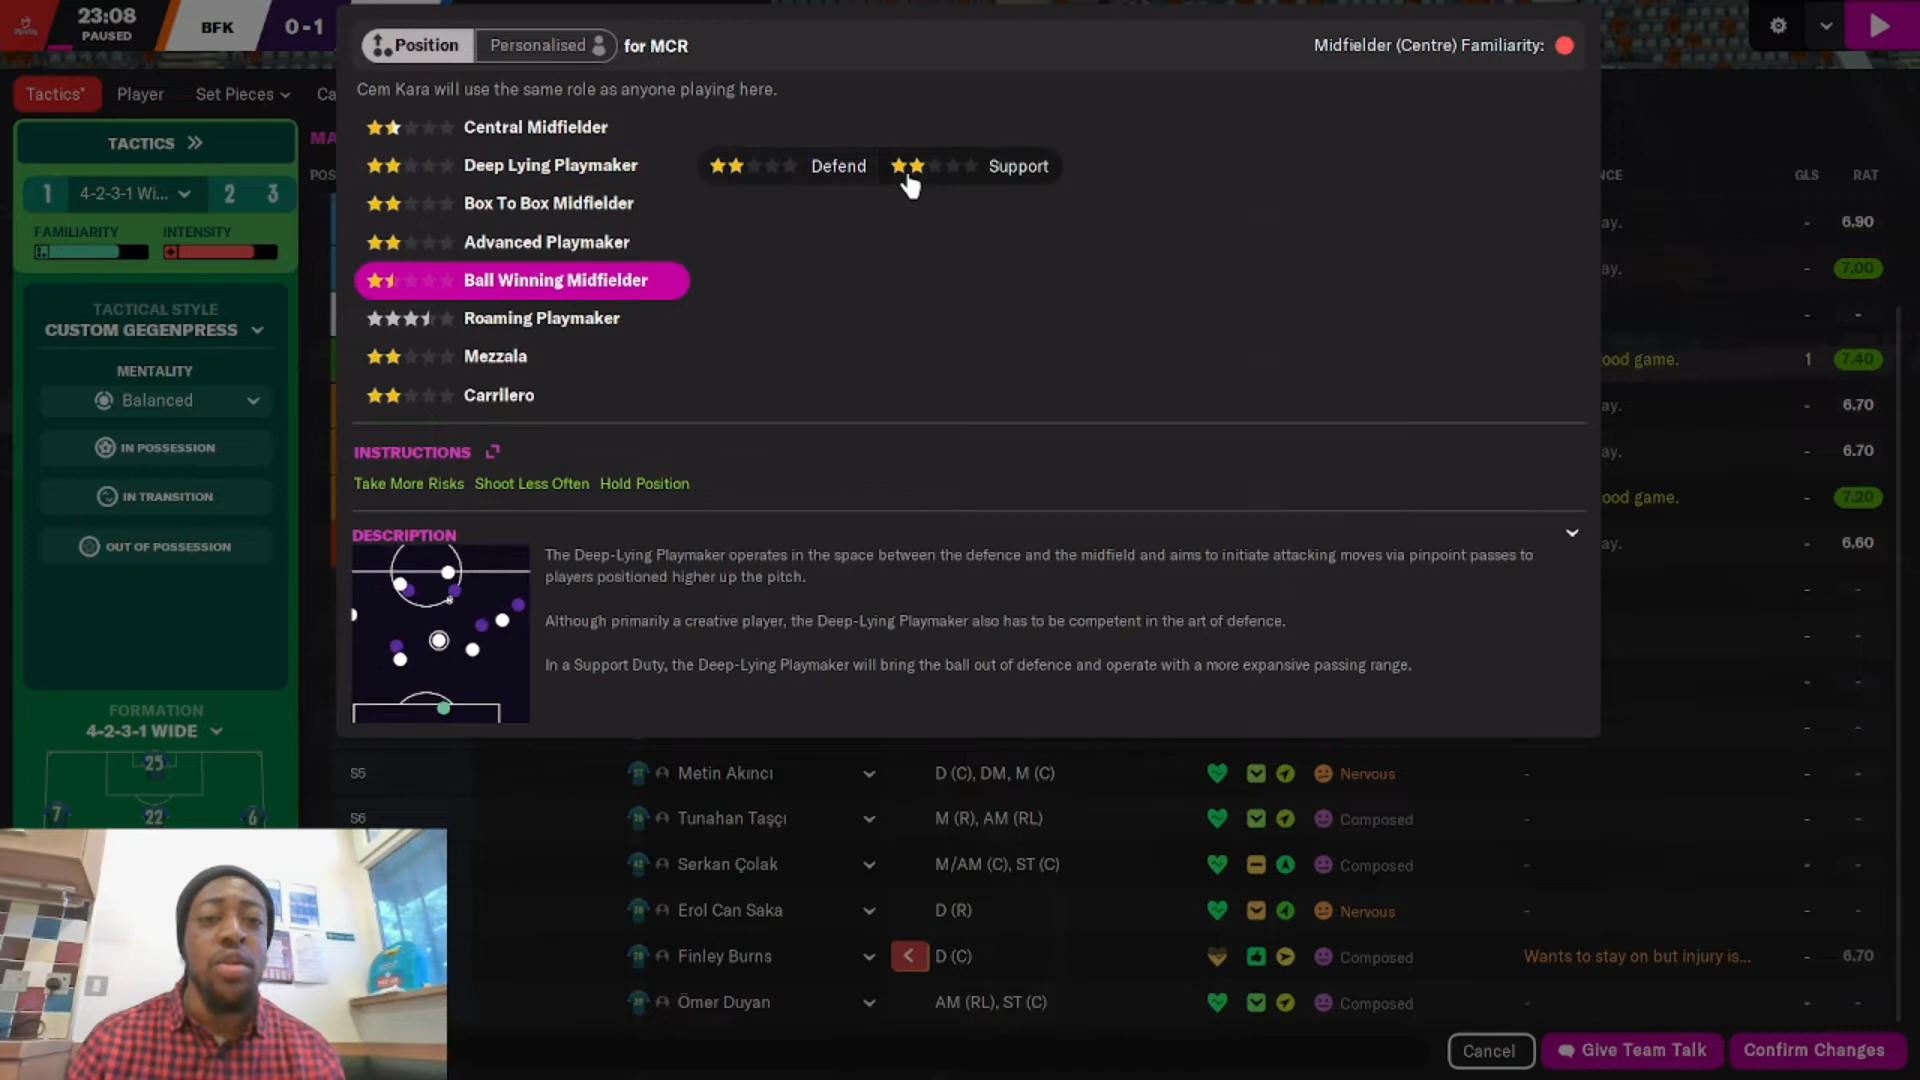 23:08
PAUSED
BFK
0-1
Position
Personalised
for MCR
Midfielder (Centre) Familiarity:
Cem Kara will use the same role as anyone playing here.
Tactics*
Player
Set Pieces
Ca
TACTICS
1
4-2-3-1 Wi...
2
3
FAMILIARITY
INTENSITY
TACTICAL STYLE
CUSTOM GEGENPRESS
MENTALITY
Balanced
IN POSSESSION
IN TRANSITION
OUT OF POSSESSION
FORMATION
4-2-3-1 WIDE
25
7
22
6
MA
POS
Central Midfielder
Deep Lying Playmaker
Defend
Support
Box To Box Midfielder
Advanced Playmaker
Ball Winning Midfielder
Roaming Playmaker
Mezzala
Carrilero
INSTRUCTIONS
Take More Risks Shoot Less Often Hold Position
DESCRIPTION
The Deep-Lying Playmaker operates in the space between the defence and the midfield and aims to initiate attacking moves via pinpoint passes to
players positioned higher up the pitch.
Although primarily a creative player, the Deep-Lying Playmaker also has to be competent in the art of defence.
In a Support Duty, the Deep-Lying Playmaker will bring the ball out of defence and operate with a more expansive passing range.
NCE GLS RAT
ay. - 6.90
ay. - 7.00
- -
ood game. 1 7.40
ay. - 6.70
ay. - 6.70
ood game. - 7.20
ay. - 6.60
S5 Metin Akıncı D (C), DM, M (C) Nervous - - -
S6 Tunahan Taşçı M (R), AM (RL) Composed - - -
Serkan Çolak M/AM (C), ST (C) Composed - - -
Erol Can Saka D (R) Nervous - - -
Finley Burns D (C) Composed Wants to stay on but injury is... - 6.70
Ömer Duyan AM (RL), ST (C) Composed - - -
Cancel
Give Team Talk
Confirm Changes